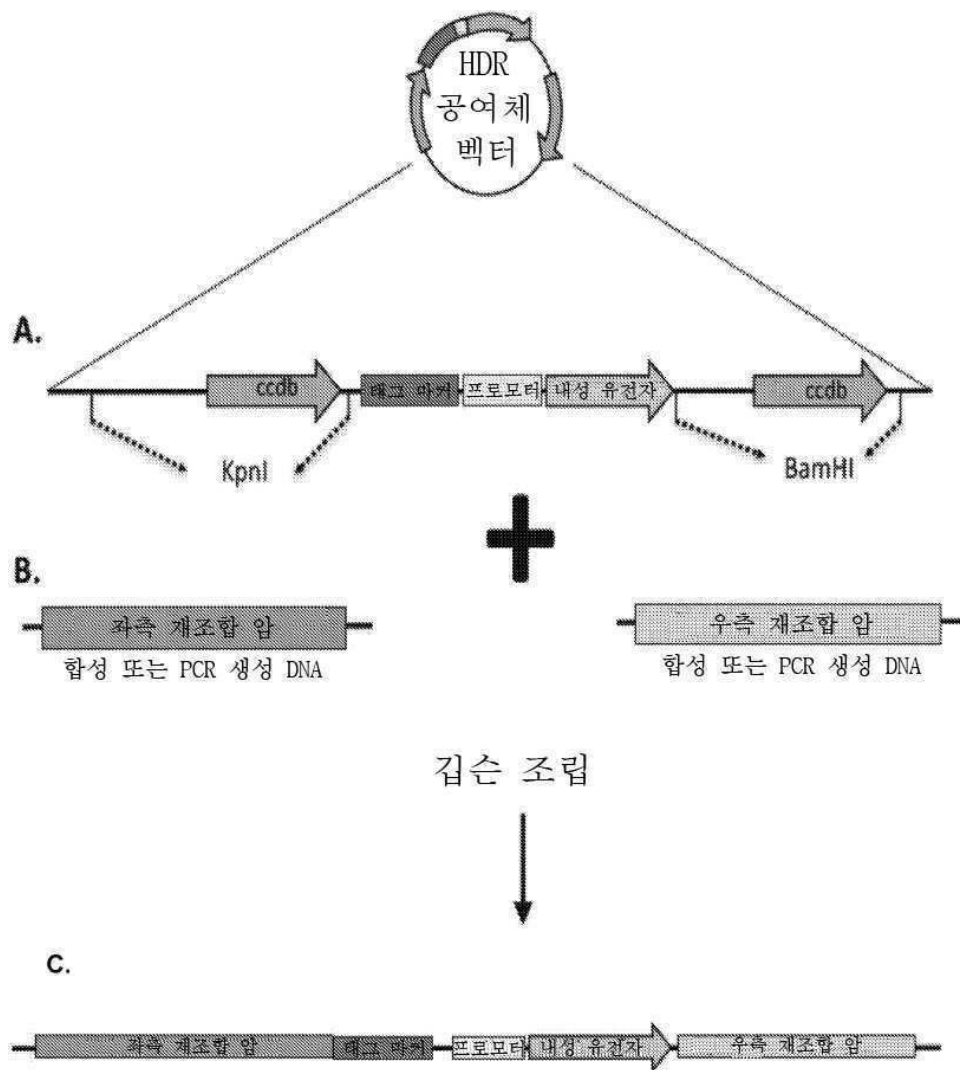 HDR
공여체
벡터
A.
ccdb 태그 마커 프로모터 내성 유전자 ccdb
KpnI BamHI
B.
좌측 재조합 암 우측 재조합 암
합성 또는 PCR 생성 DNA 합성 또는 PCR 생성 DNA
깁슨 조립
C.
좌측 재조합 암 태그 마커 프로모터 내성 유전자 우측 재조합 암